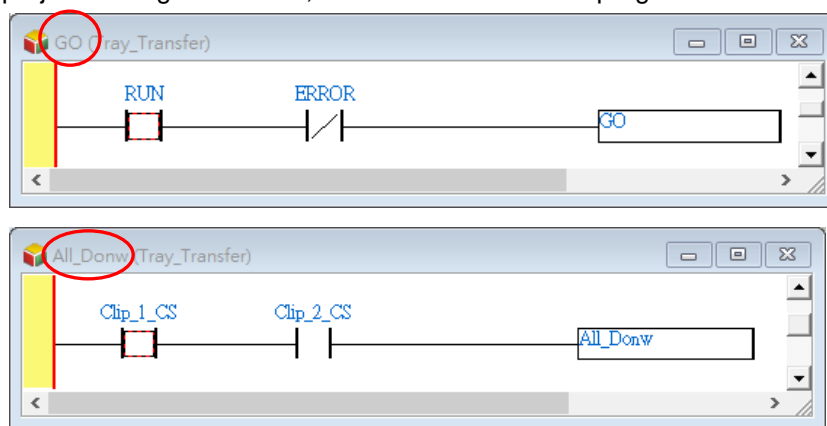 GO (Tray_Transfer)
RUN ERROR
GO
All_Donw (Tray_Transfer)
Clip_1_CS Clip_2_CS
All_Donw